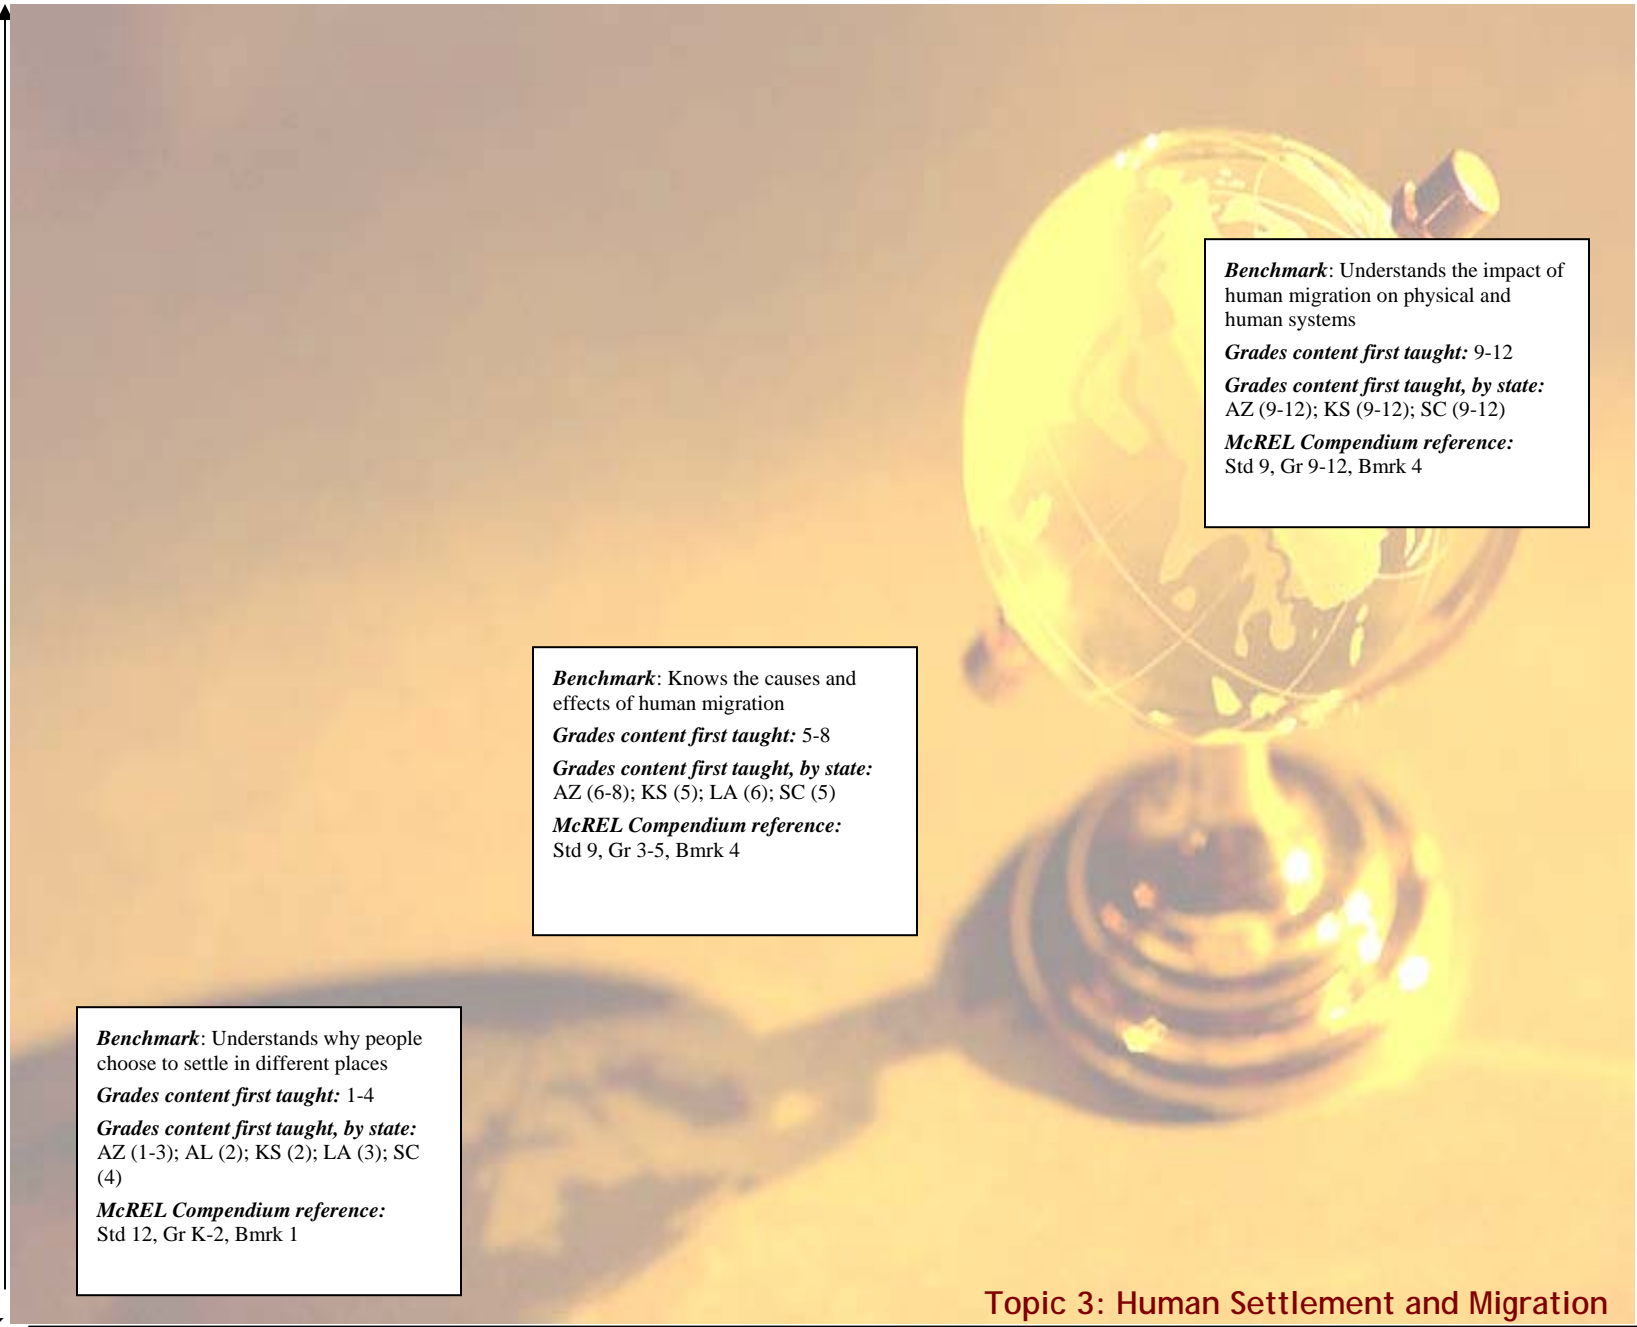 Benchmark: Understands the impact of
human migration on physical and
human systems
Grades content first taught: 9-12
Grades content first taught, by state:
AZ (9-12); KS (9-12); SC (9-12)
McREL Compendium reference:
Std 9, Gr 9-12, Bmrk 4
Benchmark: Knows the causes and
effects of human migration
Grades content first taught: 5-8
Grades content first taught, by state:
AZ (6-8); KS (5); LA (6); SC (5)
McREL Compendium reference:
Std 9, Gr 3-5, Bmrk 4
Benchmark: Understands why people
choose to settle in different places
Grades content first taught: 1-4
Grades content first taught, by state:
AZ (1-3); AL (2); KS (2); LA (3); SC
(4)
McREL Compendium reference:
Std 12, Gr K-2, Bmrk 1
Topic 3: Human Settlement and Migration